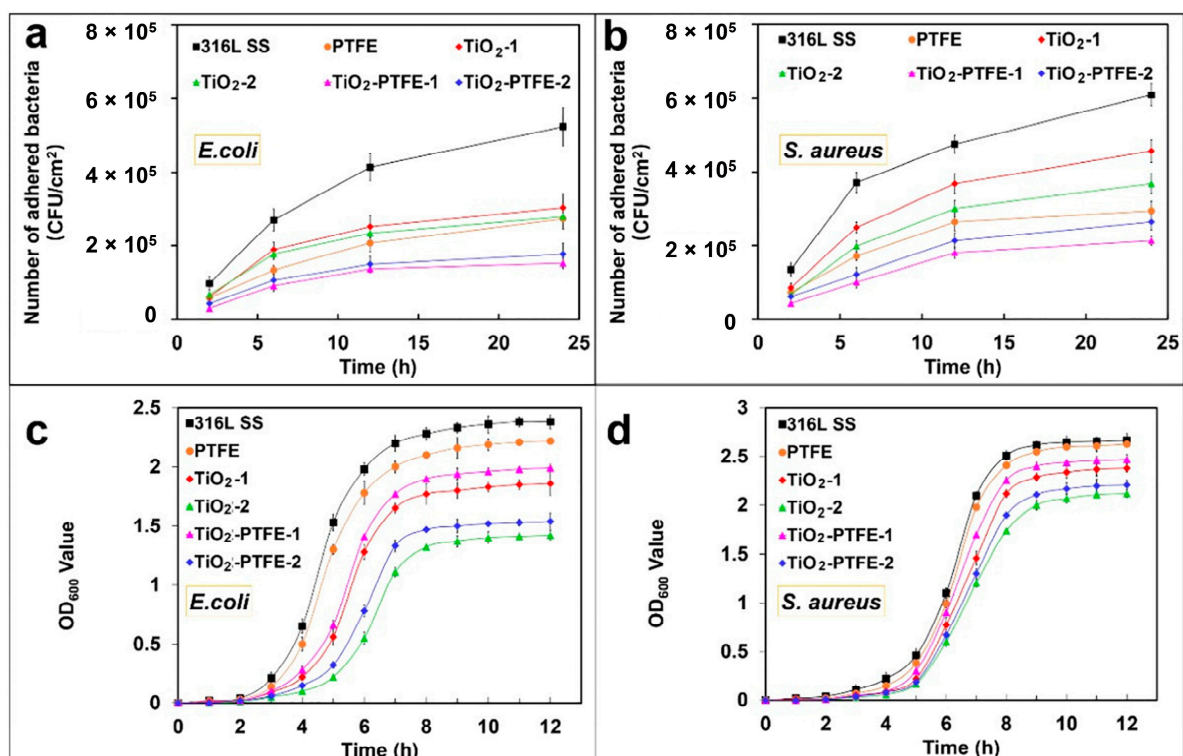 a
8 × 10⁵
6 × 10⁵
4 × 10⁵
2 × 10⁵
0
Number of adhered bacteria
(CFU/cm²)
316L SS
PTFE
TiO₂-1
TiO₂-2
TiO₂-PTFE-1
TiO₂-PTFE-2
E.coli
0 5 10 15 20 25
Time (h)
b
8 × 10⁵
6 × 10⁵
4 × 10⁵
2 × 10⁵
0
Number of adhered bacteria
(CFU/cm²)
316L SS
PTFE
TiO₂-1
TiO₂-2
TiO₂-PTFE-1
TiO₂-PTFE-2
S. aureus
0 5 10 15 20 25
Time (h)
c
2.5
2
1.5
1
0.5
0
OD₆₀₀ Value
316L SS
PTFE
TiO₂-1
TiO₂-2
TiO₂-PTFE-1
TiO₂-PTFE-2
E.coli
0 2 4 6 8 10 12
Time (h)
d
3
2.5
2
1.5
1
0.5
0
OD₆₀₀ Value
316L SS
PTFE
TiO₂-1
TiO₂-2
TiO₂-PTFE-1
TiO₂-PTFE-2
S. aureus
0 2 4 6 8 10 12
Time (h)